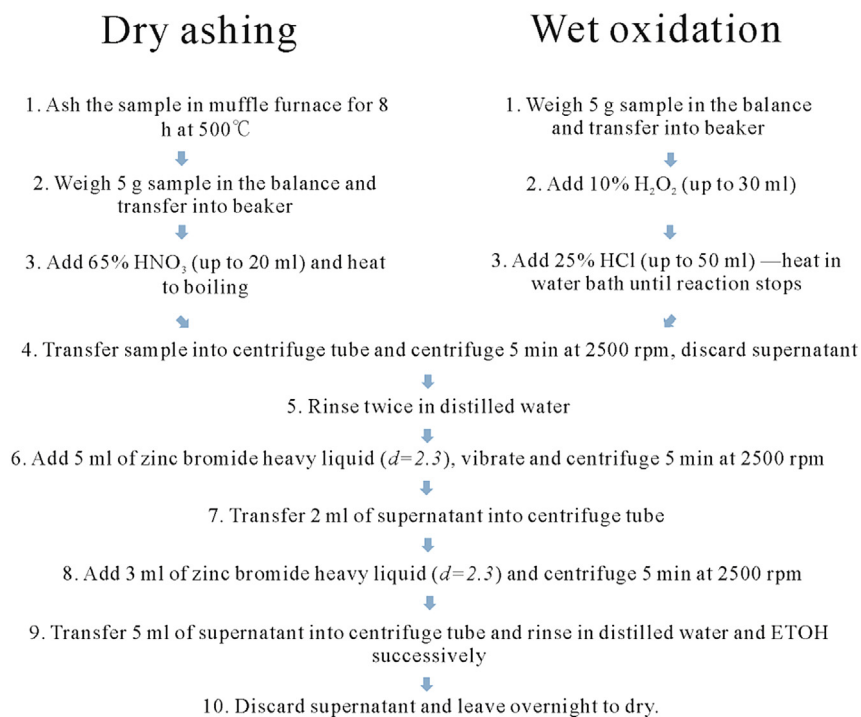 Dry ashing
1. Ash the sample in muffle furnace for 8
h at 500℃
2. Weigh 5 g sample in the balance and
transfer into beaker
3. Add 65% HNO₃ (up to 20 ml) and heat
to boiling
Wet oxidation
1. Weigh 5 g sample in the balance
and transfer into beaker
2. Add 10% H₂O₂ (up to 30 ml)
3. Add 25% HCl (up to 50 ml) —heat in
water bath until reaction stops
4. Transfer sample into centrifuge tube and centrifuge 5 min at 2500 rpm, discard supernatant
5. Rinse twice in distilled water
6. Add 5 ml of zinc bromide heavy liquid (d=2.3), vibrate and centrifuge 5 min at 2500 rpm
7. Transfer 2 ml of supernatant into centrifuge tube
8. Add 3 ml of zinc bromide heavy liquid (d=2.3) and centrifuge 5 min at 2500 rpm
9. Transfer 5 ml of supernatant into centrifuge tube and rinse in distilled water and ETOH
successively
10. Discard supernatant and leave overnight to dry.